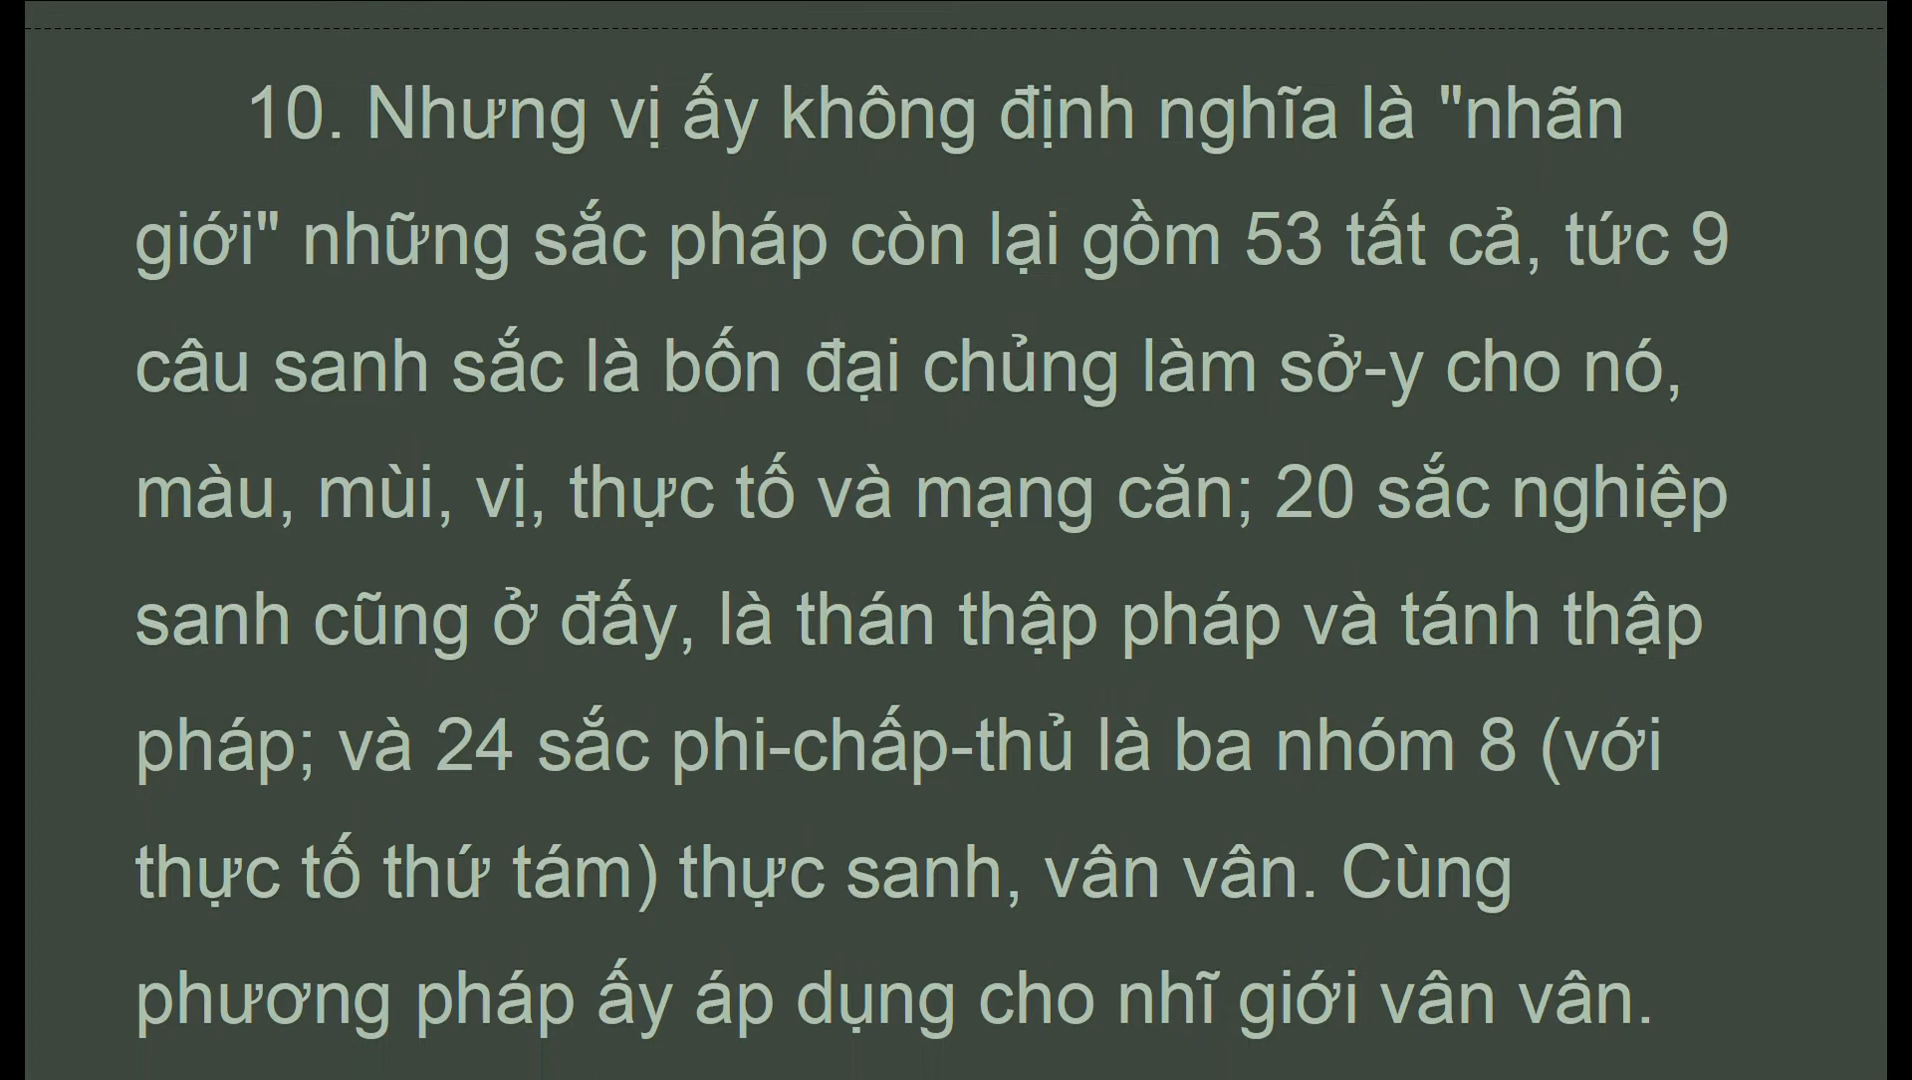 10. Nhưng vị ấy không định nghĩa là "nhãn
giới" những sắc pháp còn lại gồm 53 tất cả, tức 9
câu sanh sắc là bốn đại chủng làm sở-y cho nó,
màu, mùi, vị, thực tố và mạng căn; 20 sắc nghiệp
sanh cũng ở đấy, là thán thập pháp và tánh thập
pháp; và 24 sắc phi-chấp-thủ là ba nhóm 8 (với
thực tố thứ tám) thực sanh, vân vân. Cùng
phương pháp ấy áp dụng cho nhĩ giới vân vân.